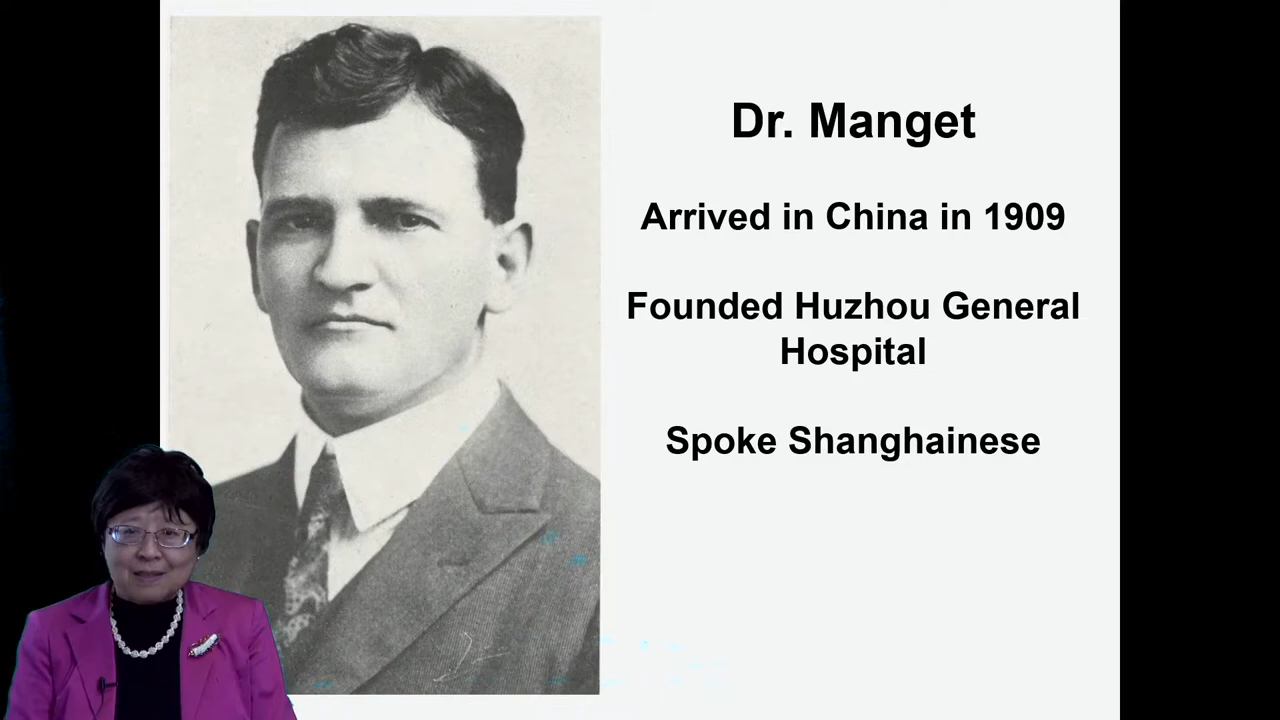 Dr. Manget
Arrived in China in 1909
Founded Huzhou General
Hospital
Spoke Shanghainese